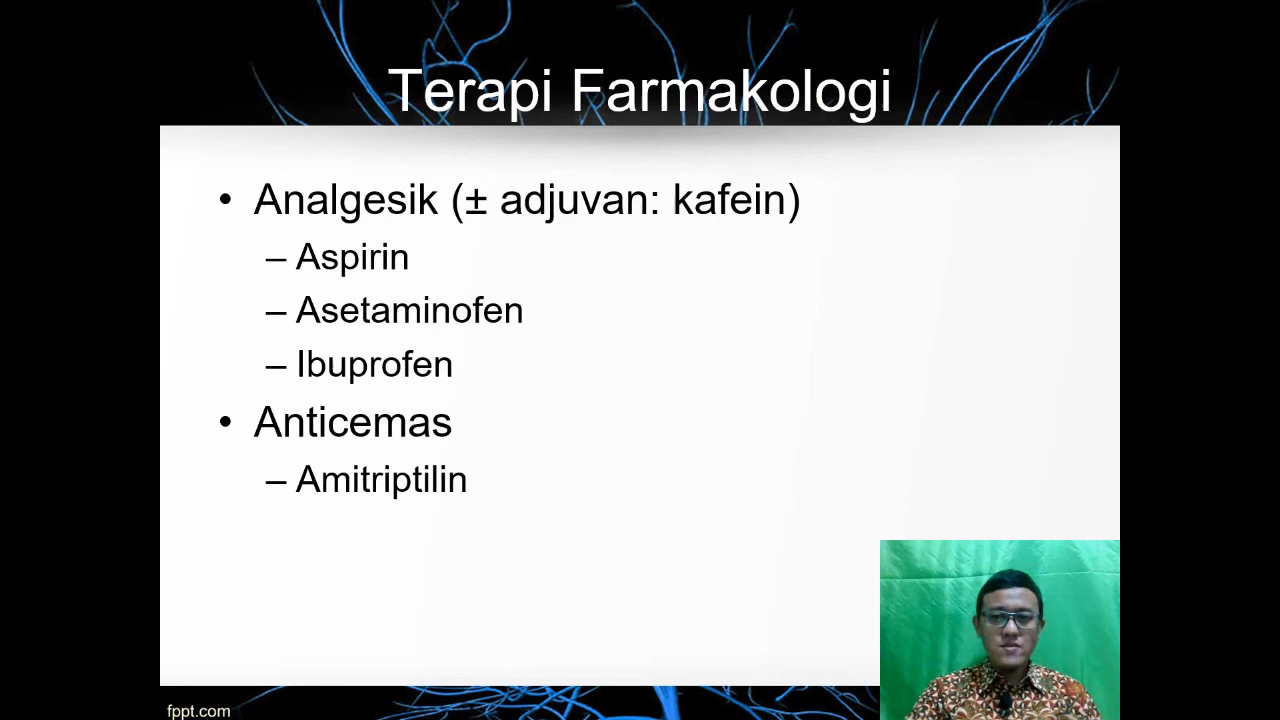 Terapi Farmakologi
• Analgesik (± adjuvan: kafein)
– Aspirin
– Asetaminofen
– Ibuprofen
• Anticemas
– Amitriptilin
fppt.com